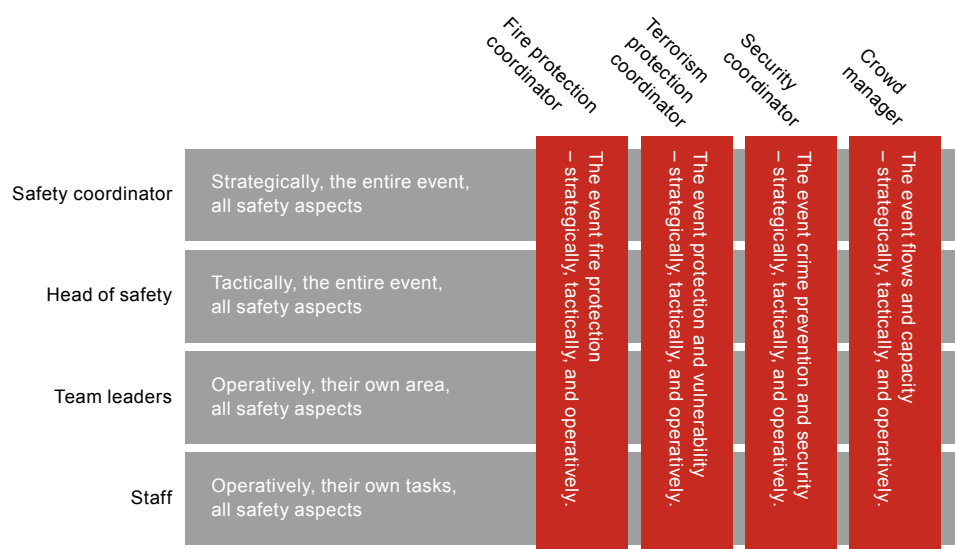 Fire protection
coordinator
Terrorism
protection
coordinator
Security
coordinator
Crowd
manager
Safety coordinator
Strategically, the entire event,
all safety aspects
Head of safety
Tactically, the entire event,
all safety aspects
Team leaders
Operatively, their own area,
all safety aspects
Staff
Operatively, their own tasks,
all safety aspects
The event fire protection
– strategically, tactically, and operatively.
The event protection and vulnerability
– strategically, tactically, and operatively.
The event crime prevention and security
– strategically, tactically, and operatively.
The event flows and capacity
– strategically, tactically, and operatively.